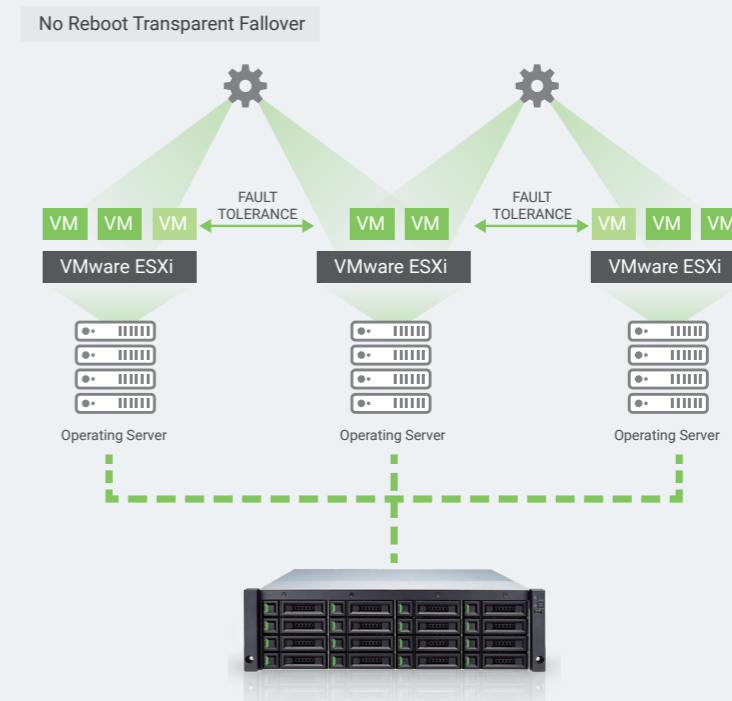 No Reboot Transparent Fallover
FAULT
TOLERANCE
FAULT
TOLERANCE
VM VM VM
VM VM
VM VM VM
VMware ESXi
VMware ESXi
VMware ESXi
Operating Server
Operating Server
Operating Server